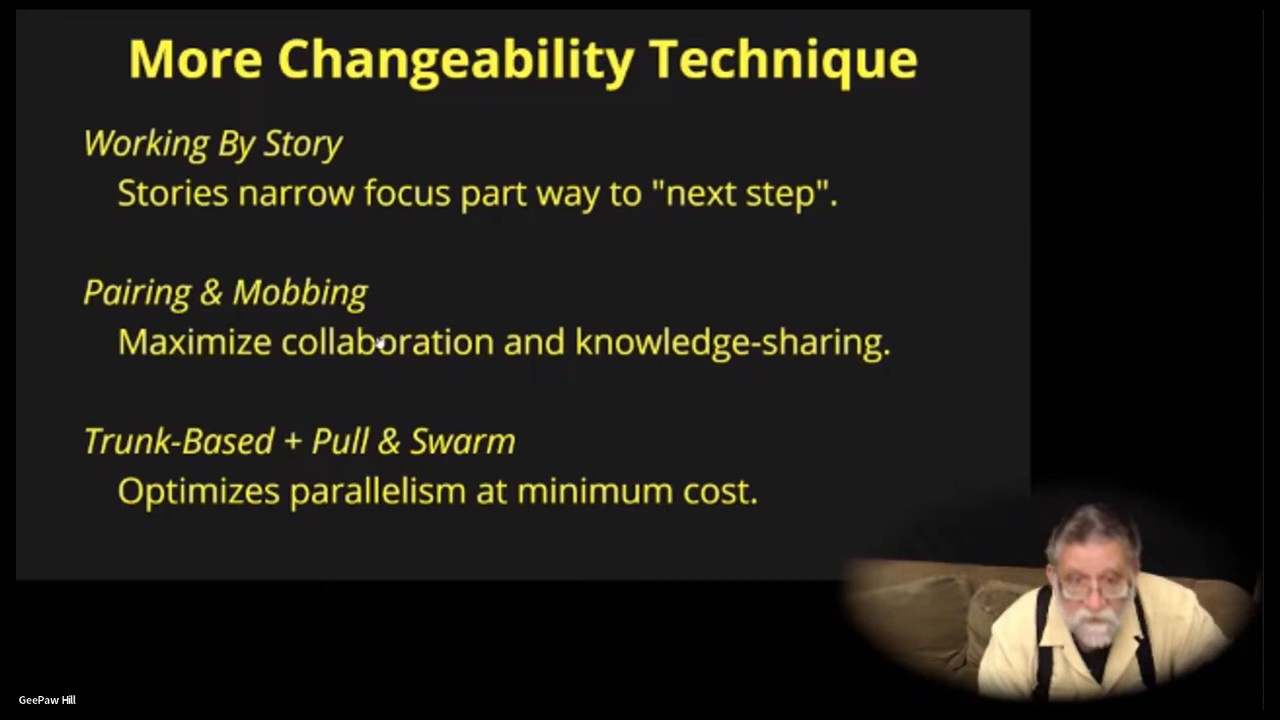 More Changeability Technique
Working By Story
Stories narrow focus part way to "next step".
Pairing & Mobbing
Maximize collaboration and knowledge-sharing.
Trunk-Based + Pull & Swarm
Optimizes parallelism at minimum cost.
GeePaw Hill